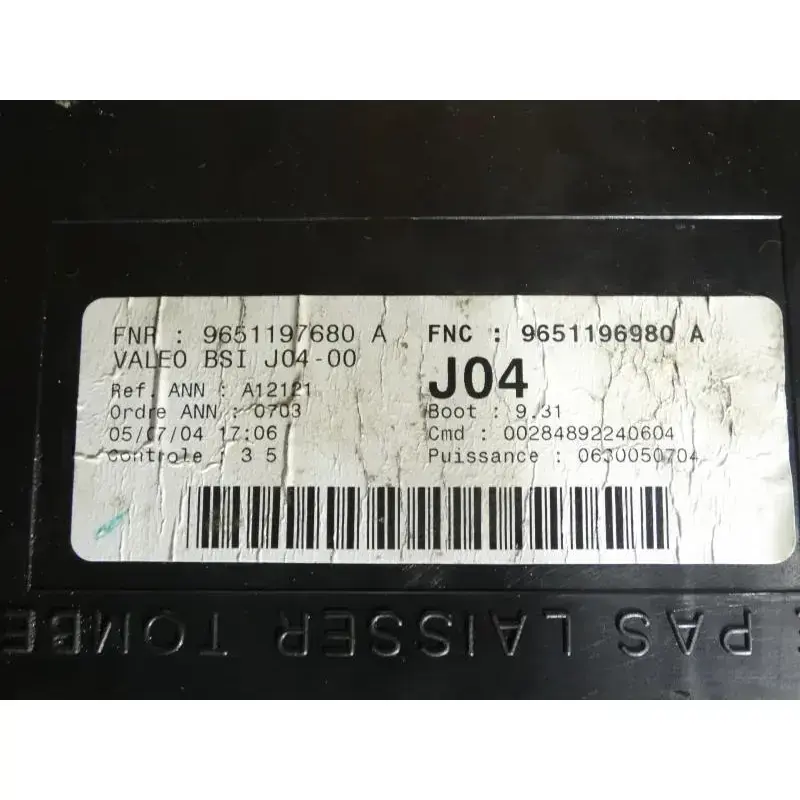 FNR : 9651197680 A
VALEO BSI J04-00
Ref. ANN : A12121
Ordre ANN : 0703
05/07/04 17:06
Controle : 3 5
FNC : 9651196980 A
J04
Boot : 9.31
Cmd : 00284892240604
Puissance : 0630050704
PAS LAISSER TOMBE